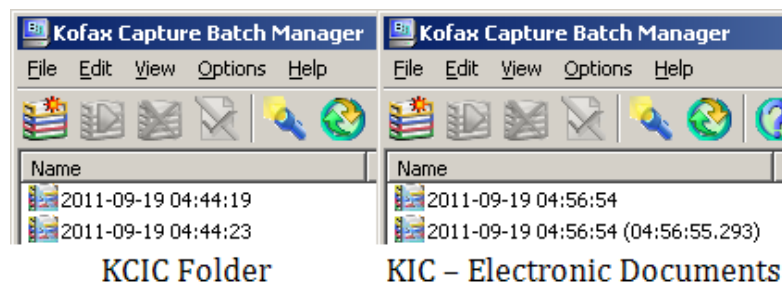 Kofax Capture Batch Manager
File Edit View Options Help
Name
2011-09-19 04:44:19
2011-09-19 04:44:23
KCIC Folder
Kofax Capture Batch Manager
File Edit View Options Help
Name
2011-09-19 04:56:54
2011-09-19 04:56:54 (04:56:55.293)
KIC – Electronic Documents